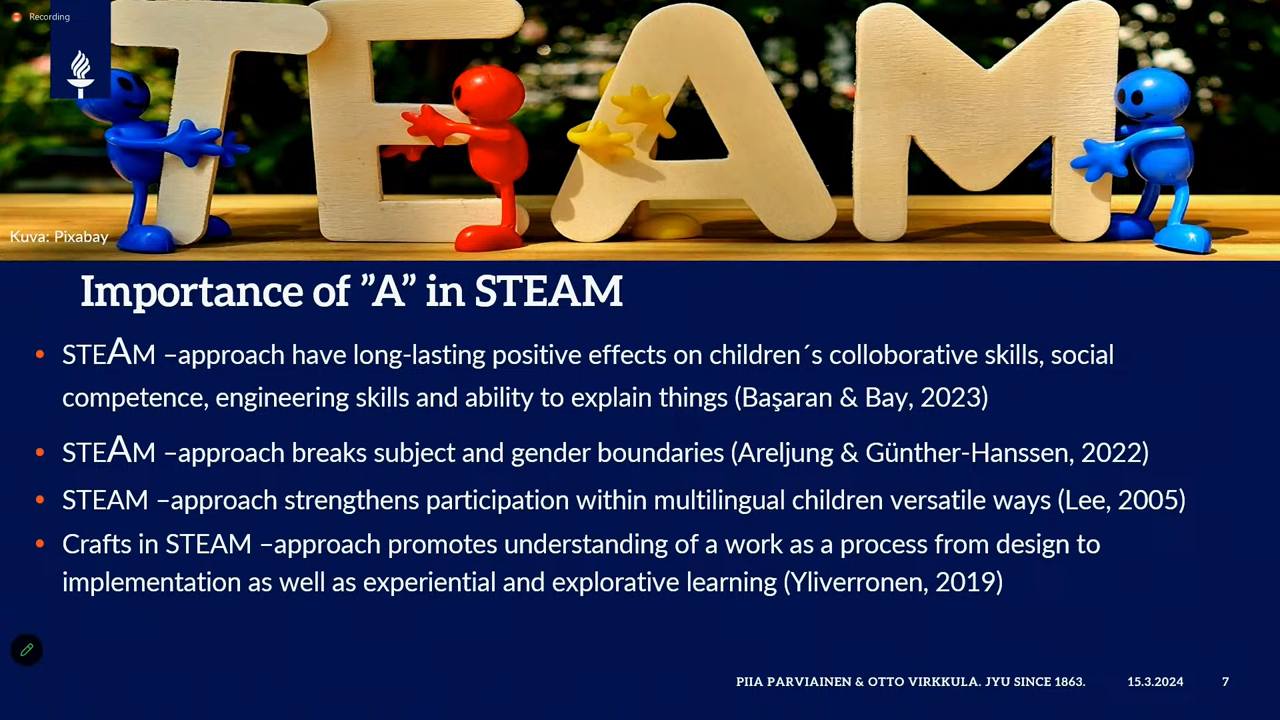 Recording
TEAM
Kuva: Pixabay
Importance of ”A” in STEAM
• STEAM –approach have long-lasting positive effects on children´s colloborative skills, social
competence, engineering skills and ability to explain things (Başaran & Bay, 2023)
• STEAM –approach breaks subject and gender boundaries (Areljung & Günther-Hanssen, 2022)
• STEAM –approach strengthens participation within multilingual children versatile ways (Lee, 2005)
• Crafts in STEAM –approach promotes understanding of a work as a process from design to
implementation as well as experiential and explorative learning (Yliverronen, 2019)
PIIA PARVIAINEN & OTTO VIRKKULA. JYU SINCE 1863. 15.3.2024 7